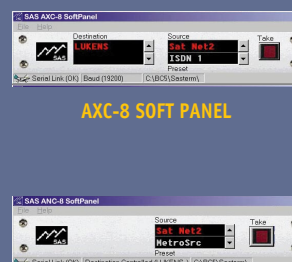 SAS AXC-8 SoftPanel
File Help
Destination
Source
Take
LUKENS
Sat Net2
ISDN 1
SAS
Preset
Serial Link (OK) Baud (19200) C:\BC5\Sasterm\
AXC-8 SOFT PANEL
SAS ANC-8 SoftPanel
File Help
Source
Take
Sat Net2
MetroSrc
SAS
Preset
Serial Link (OK)